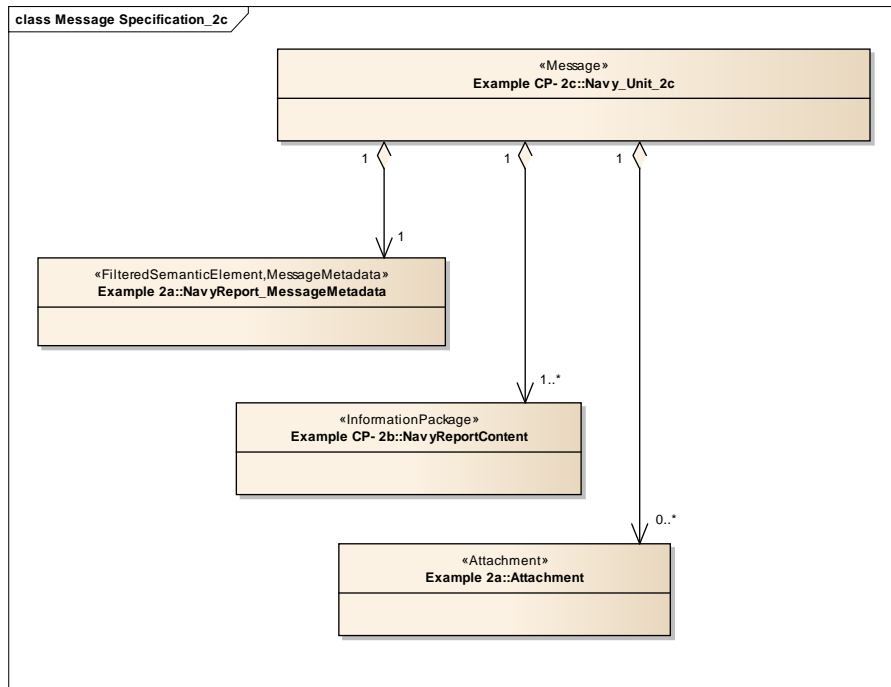 class Message Specification_2c
«Message»
Example CP- 2c::Navy_Unit_2c
1
1
1
1
«FilteredSemanticElement,MessageMetadata»
Example 2a::NavyReport_MessageMetadata
1..*
«InformationPackage»
Example CP- 2b::NavyReportContent
0..*
«Attachment»
Example 2a::Attachment